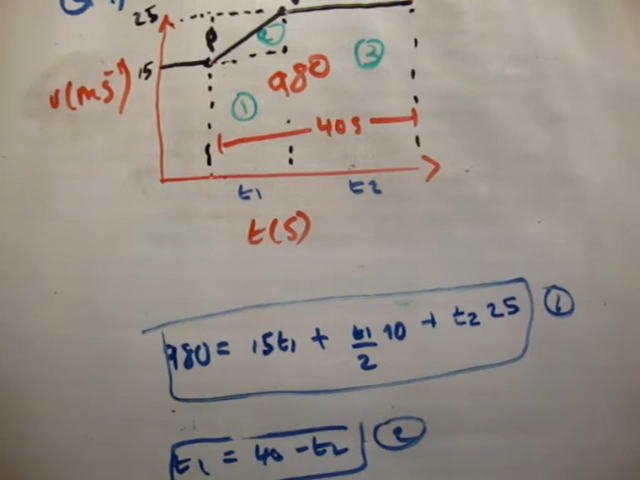 25
②
15
v(ms⁻
980
③
①
40s
t1 t2
t(s)
980 = 15t1 + t1/2 10 + t2 25 ①
t1 = 40 - t2 ②